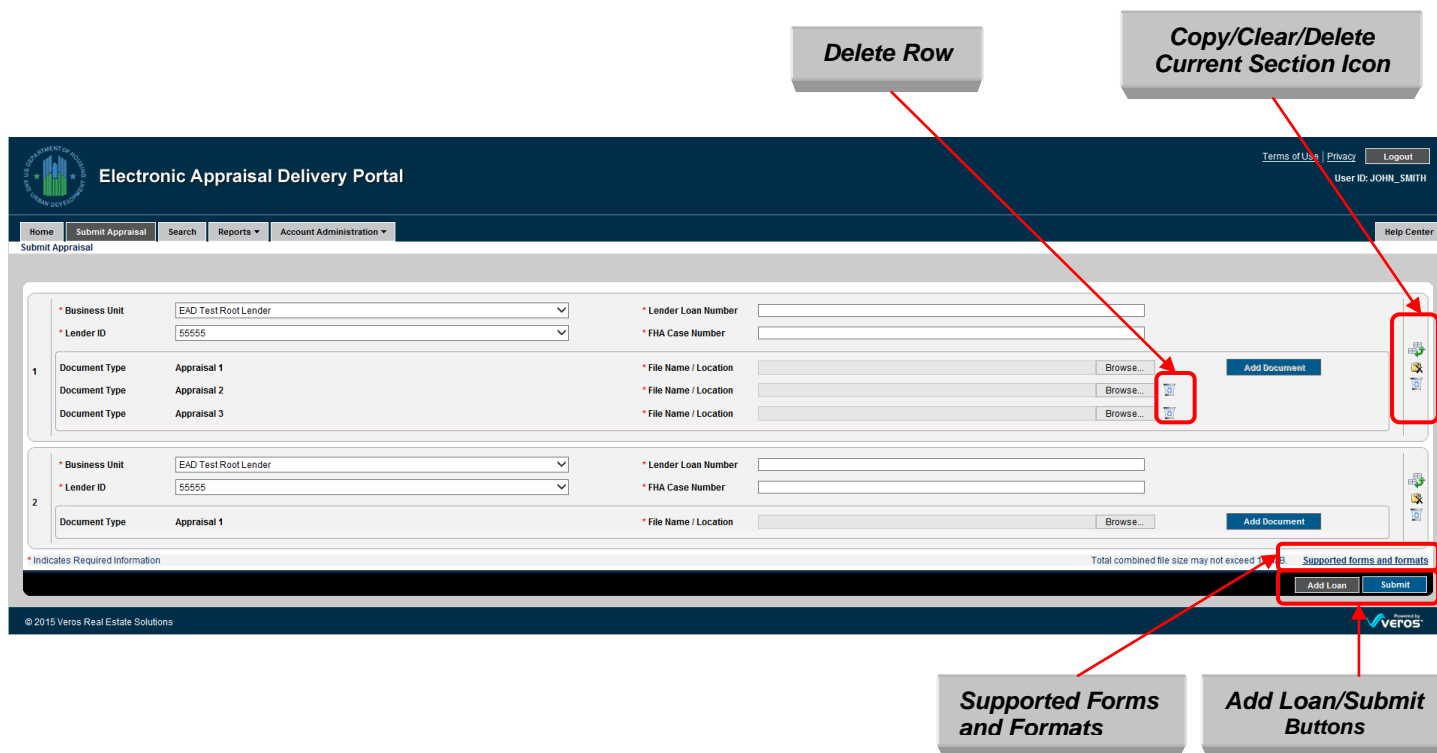 Delete Row
Copy/Clear/Delete
Current Section Icon
U.S. DEPARTMENT OF HOUSING AND URBAN DEVELOPMENT
Electronic Appraisal Delivery Portal
Terms of Use | Privacy Logout
User ID: JOHN_SMITH
Home Submit Appraisal Search Reports Account Administration Help Center
Submit Appraisal
* Business Unit EAD Test Root Lender * Lender Loan Number
* Lender ID 55555 * FHA Case Number
1 Document Type Appraisal 1 * File Name / Location Browse... Add Document
Document Type Appraisal 2 * File Name / Location Browse...
Document Type Appraisal 3 * File Name / Location Browse...
* Business Unit EAD Test Root Lender * Lender Loan Number
* Lender ID 55555 * FHA Case Number
2
Document Type Appraisal 1 * File Name / Location Browse... Add Document
* Indicates Required Information Total combined file size may not exceed Supported forms and formats
Add Loan Submit
© 2015 Veros Real Estate Solutions Powered by
veros
Supported Forms
and Formats
Add Loan/Submit
Buttons